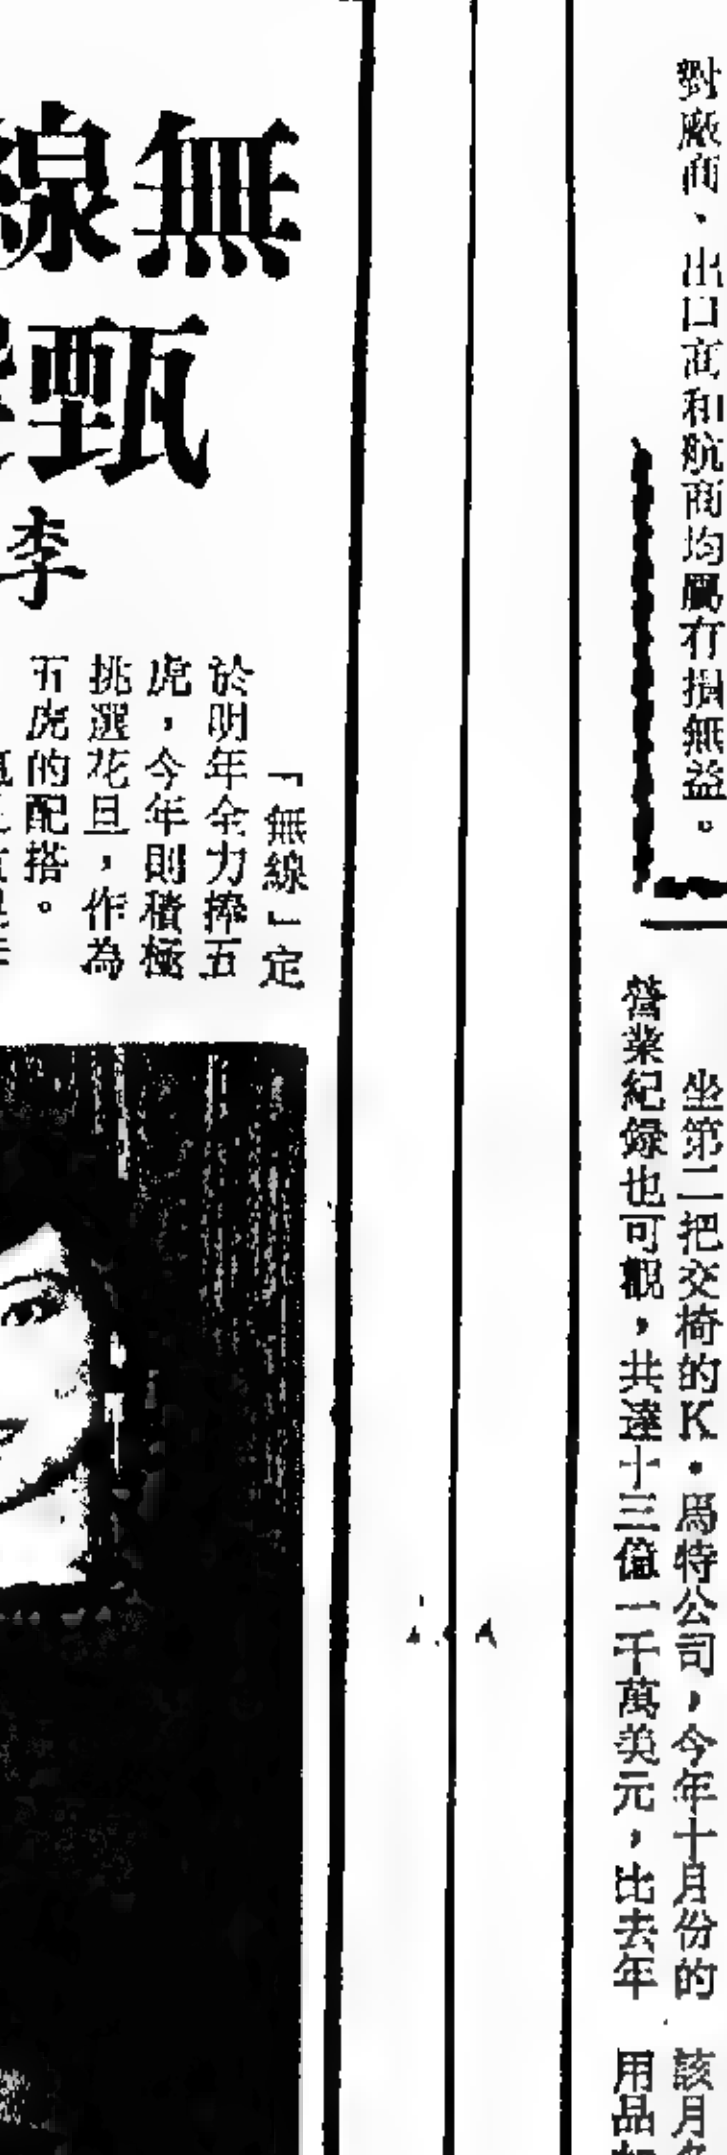 對廠商、出口商和航商均屬有損無益。
坐第二把交椅的K・馬特公司，今年十月份的
營業紀錄也可觀，共達十三億一千萬美元，比去年
該月
用品
無線
甄
李
「無線」定
於明年全力捧五
虎，今年則積極
挑選花旦，作為
五虎的配搭。